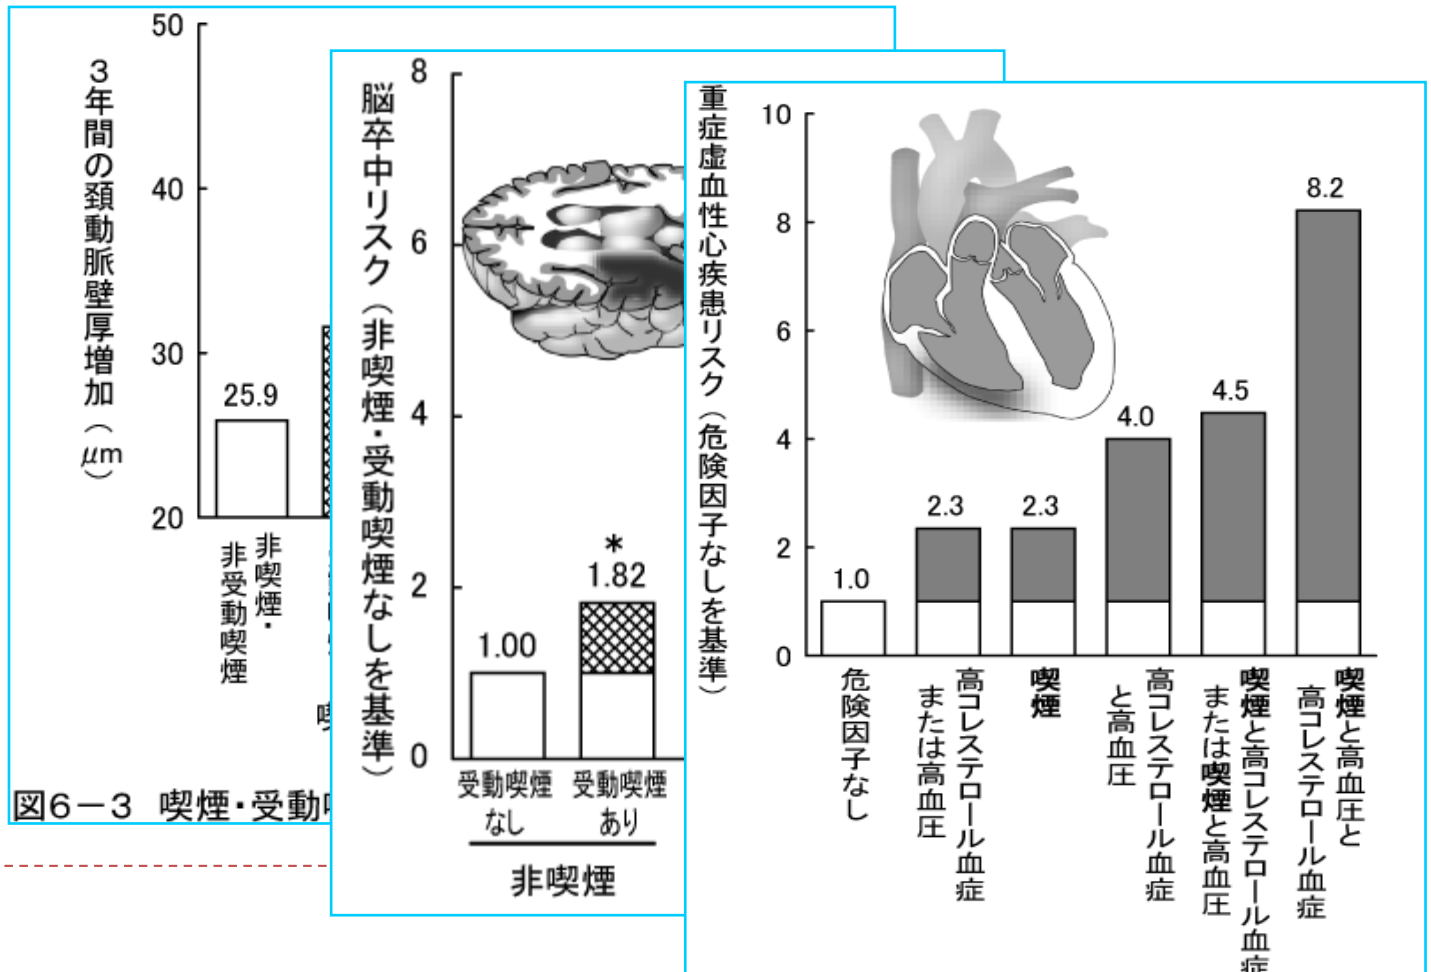 50
40
30
20
3年間の頚動脈壁厚増加（μm）
25.9
非喫煙・
非受動喫煙
図6－3 喫煙・受動
8
6
4
2
0
脳卒中リスク（非喫煙・受動喫煙なしを基準）
1.00
*
1.82
受動喫煙
なし
受動喫煙
あり
非喫煙
10
8
6
4
2
0
重症虚血性心疾患リスク（危険因子なしを基準）
1.0
2.3
2.3
4.0
4.5
8.2
危険因子なし
高コレステロール血症
または高血圧
喫煙
高コレステロール血症
と高血圧
喫煙と高コレステロール血症
または喫煙と高血圧
喫煙と高血圧と
高コレステロール血症